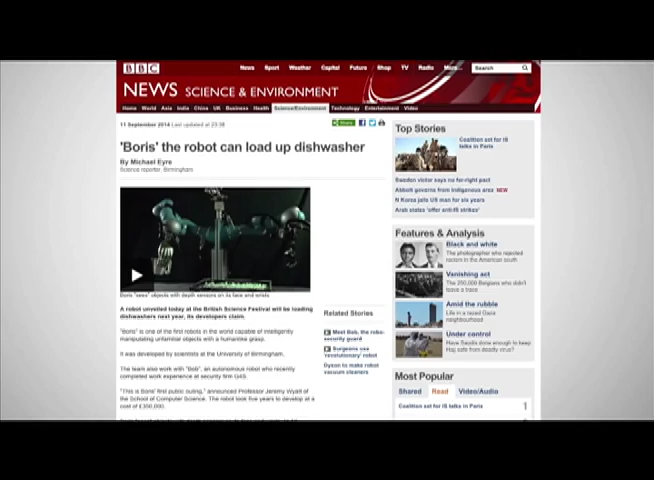 BBC
News Sport Weather Capital Future Shop TV Radio More...
Search
NEWS SCIENCE & ENVIRONMENT
Home World Asia India China UK Business Health Science/Environment Technology Entertainment Video
11 September 2014 Last updated at
Share
'Boris' the robot can load up dishwasher
By Michael Eyre
Science reporter, Birmingham
Boris "sees" objects with depth sensors on its face and wrists
A robot unveiled today at the British Science Festival will be loading
dishwashers next year, its developers claim.
"Boris" is one of the first robots in the world capable of intelligently
manipulating unfamiliar objects with a humanlike grasp.
It was developed by scientists at the University of Birmingham.
The team also work with "Bob", an autonomous robot who recently
completed work experience at security firm G4S.
"This is Boris' first public outing," announced Professor Jeremy Wyatt of
the School of Computer Science. The robot took five years to develop at a
cost of £350,000.
Related Stories
Meet Bob, the robo-
security guard
Surgeons use
'revolutionary' robot
Dyson to make robot
vacuum cleaners
Top Stories
Coalition set for IS
talks in Paris
Sweden victor says no far-right pact
Abbott governs from indigenous area NEW
N Korea jails US man for six years
Arab states 'offer anti-IS strikes'
Features & Analysis
Black and white
The photographer who rejected
racism in the American south
Vanishing act
The 250,000 Belgians who didn't
leave a trace
Amid the rubble
Life in a razed Gaza
neighbourhood
Under control
Have Saudis done enough to keep
Hajj safe from deadly virus?
Most Popular
Shared Read Video/Audio
Coalition set for IS talks in Paris 1